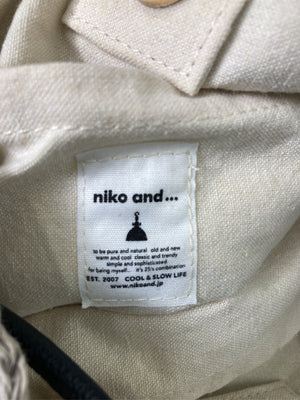 niko and...
to be pure and natural old and new
warm and cool classic and trendy
simple and sophisticated
for being myself... it's 25's combination
EST. 2007 COOL & SLOW LIFE
www.nikoand.jp